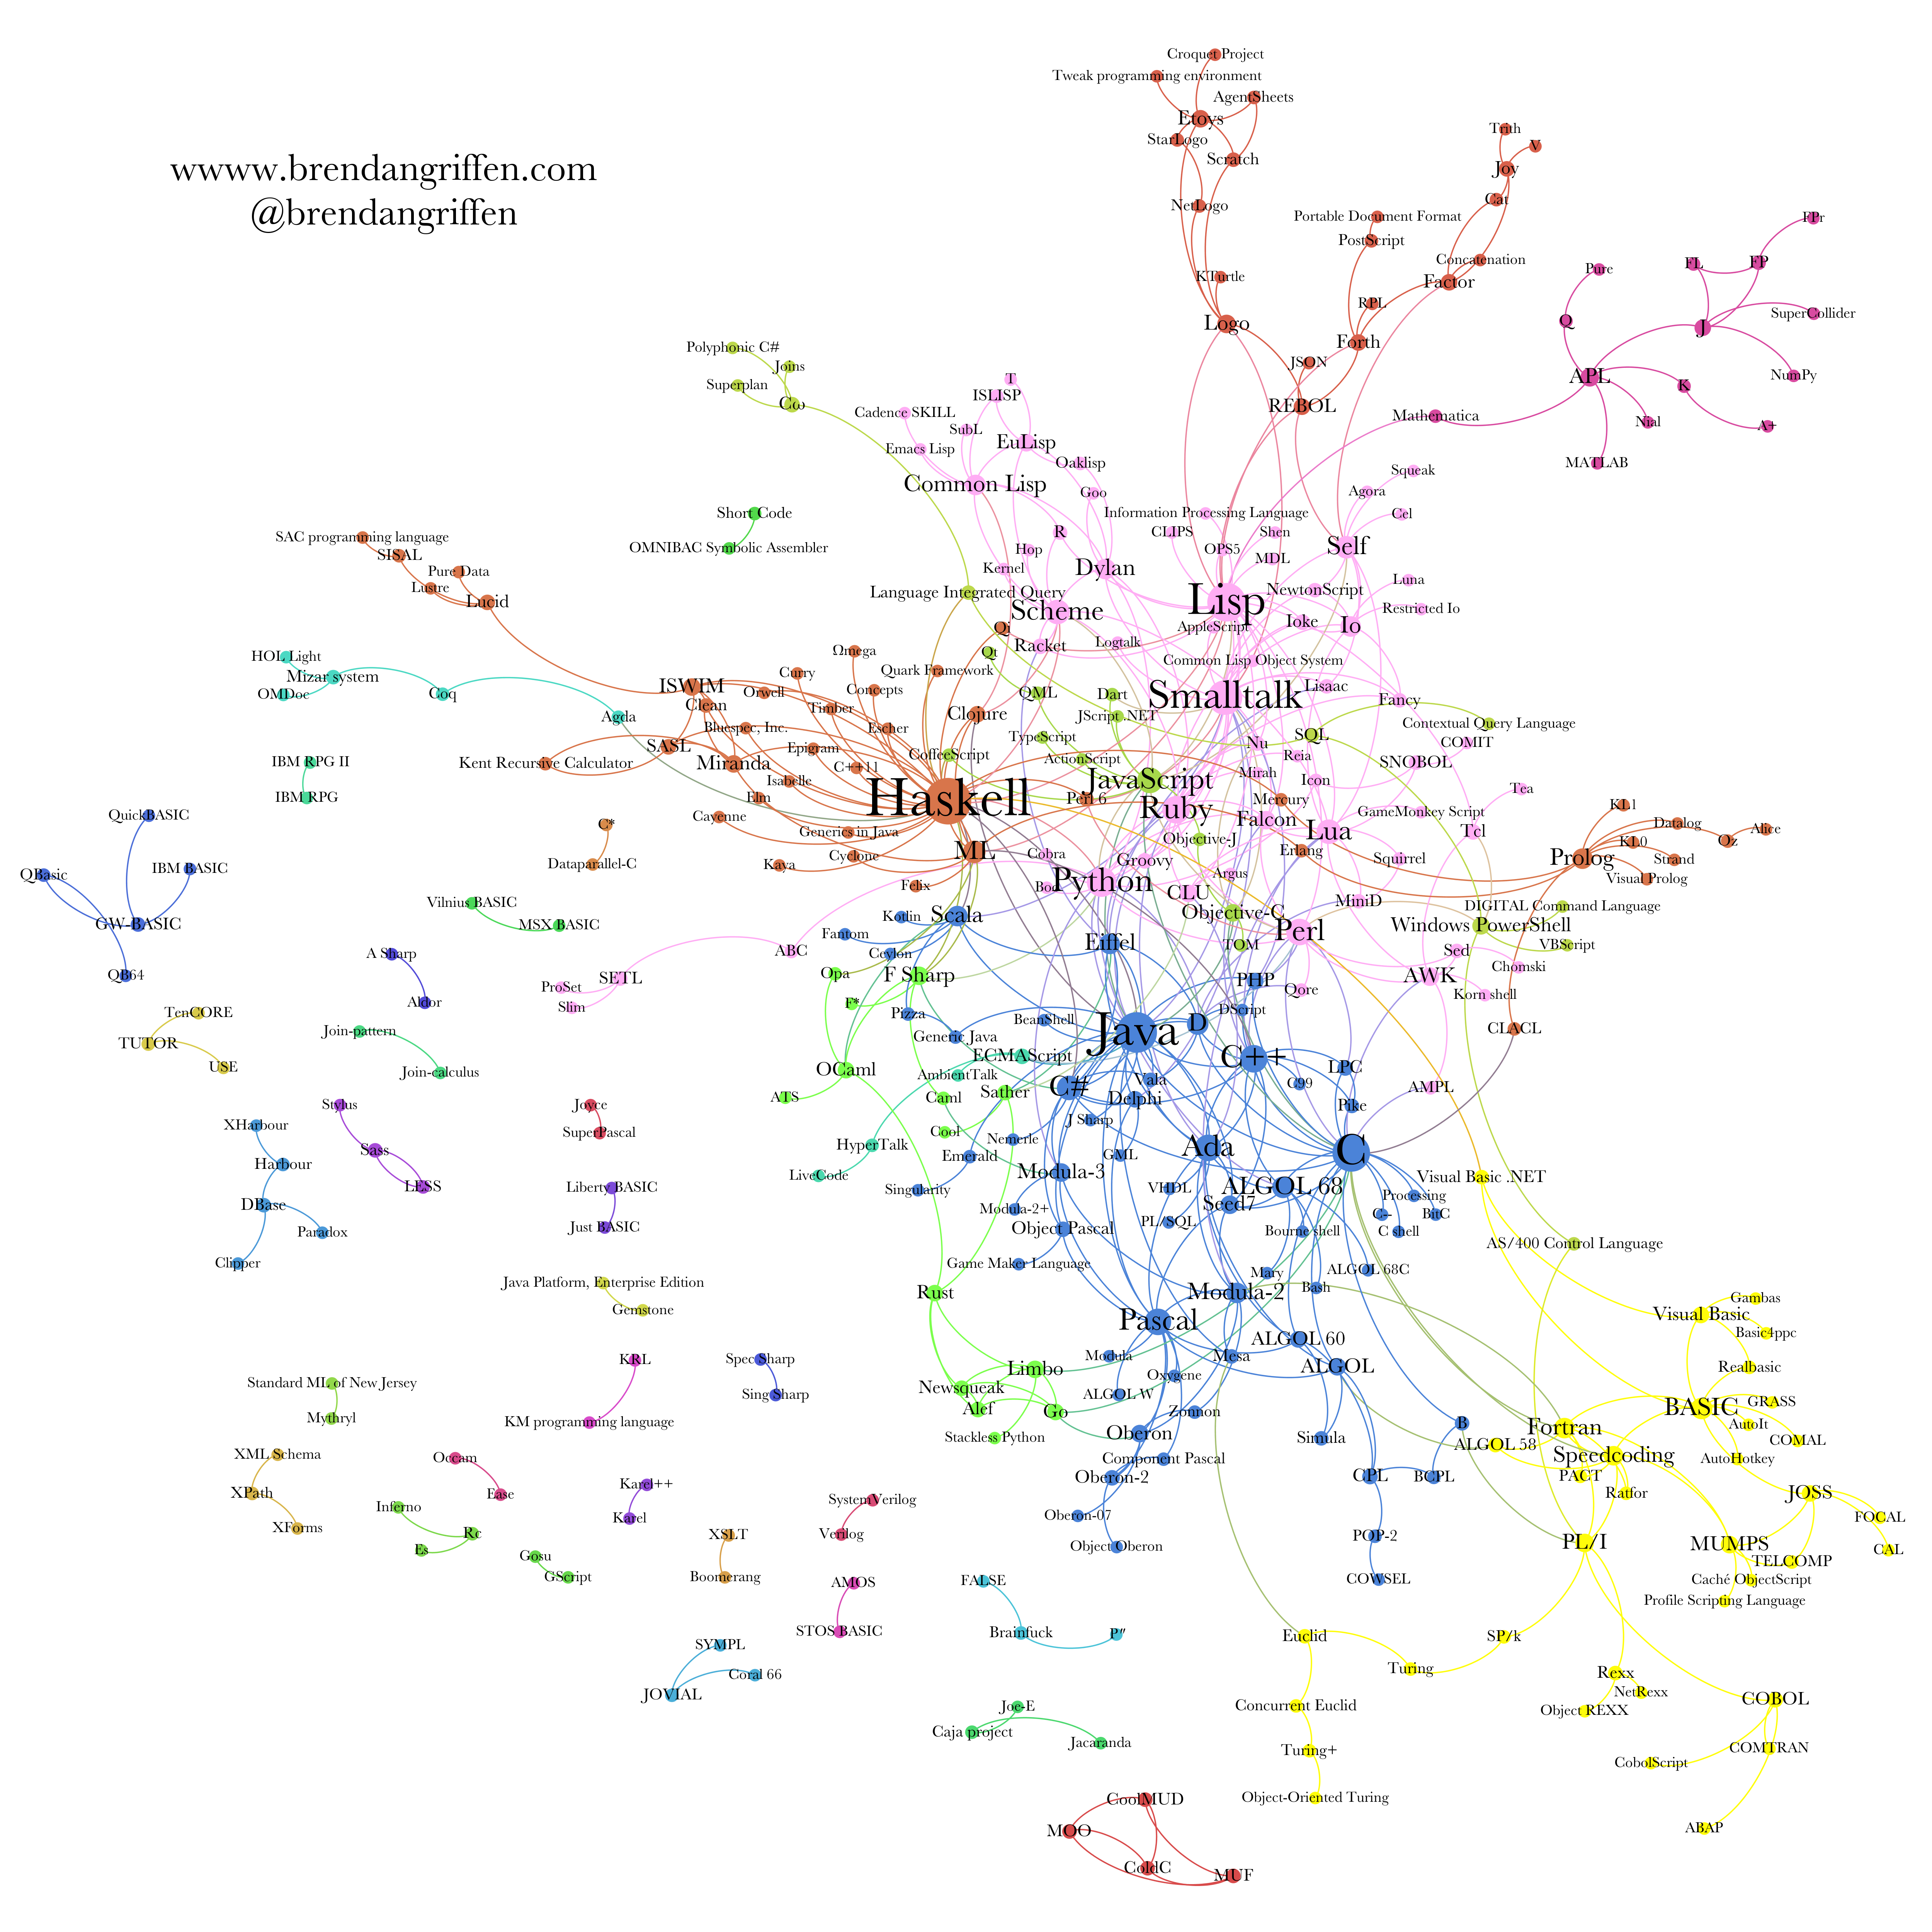 Croquet Project
Tweak programming environment
AgentSheets
Etoys
StarLogo
Trith
V
wwww.brendangriffen.com
Scratch
Joy
@brendangriffen
Cat
NetLogo
Portable Document Format
FPr
PostScript
Concatenation
FL
FP
Pure
KTurtle
Factor
RPL
SuperCollider
Logo
Q
J
Forth
Polyphonic C#
Joins
JSON
Superplan
T
APL
K
NumPy
ISLISP
Cω
REBOL
Cadence SKILL
Mathematica
Nial
A+
SubL
Emacs Lisp
EuLisp
Oaklisp
MATLAB
Squeak
Common Lisp
Goo
Agora
Short Code
Information Processing Language
Cel
R
CLIPS
Shen
SAC programming language
OMNIBAC Symbolic Assembler
Hop
OPS5
Self
SISAL
MDL
Pure Data
Kernel
Dylan
Luna
Lustre
Lucid
Language Integrated Query
Lisp
NewtonScript
Scheme
Restricted Io
Qi
AppleScript
Ioke
Io
Racket
Logtalk
HOL Light
Ωmega
Qt
Common Lisp Object System
Mizar system
Curry
Quark Framework
OMDoc
Coq
ISWIM
Orwell
Concepts
QML
Dart
Smalltalk
Lisaac
Fancy
Clean
Timber
Agda
Clojure
JScript .NET
Contextual Query Language
Bluespec, Inc.
Escher
TypeScript
SQL
SASL
Epigram
CoffeeScript
ActionScript
Nu
Reia
COMIT
IBM RPG II
Kent Recursive Calculator
Miranda
C++11
SNOBOL
Isabelle
JavaScript
Mirah
Icon
IBM RPG
Elm
Haskell
Perl 6
Mercury
Tea
QuickBASIC
Cayenne
Ruby
GameMonkey Script
KL1
C*
Generics in Java
Falcon
Lua
Tcl
Datalog
Alice
Objective-J
KL0
Oz
Dataparallel-C
Kaya
Cyclone
ML
Cobra
Groovy
Erlang
Squirrel
Prolog
Strand
QBasic
IBM BASIC
Felix
Boo
Python
Argus
Visual Prolog
CLU
MiniD
Vilnius BASIC
Kotlin
Scala
Objective-C
DIGITAL Command Language
GW-BASIC
MSX BASIC
Fantom
Eiffel
TOM
Perl
Windows PowerShell
A Sharp
ABC
Ceylon
Sed
VBScript
QB64
SETL
Opa
F Sharp
PHP
AWK
Chomski
ProSet
Qore
Korn shell
Aldor
Slim
F*
Pizza
DScript
TenCORE
BeanShell
Java
D
CLACL
Join-pattern
Generic Java
TUTOR
ECMAScript
C++
USE
Join-calculus
OCaml
AmbientTalk
C#
Vala
C99
LPC
AMPL
ATS
Caml
Sather
Delphi
Pike
Stylus
Joyce
J Sharp
XHarbour
SuperPascal
Cool
Nemerle
HyperTalk
Emerald
GML
Ada
C
Sass
Harbour
LiveCode
Modula-3
Visual Basic .NET
LESS
Liberty BASIC
Singularity
VHDL
ALGOL 68
Processing
DBase
Modula-2+
Seed7
C--
BitC
Just BASIC
Object Pascal
PL/SQL
Bourne shell
C shell
Paradox
AS/400 Control Language
Clipper
Game Maker Language
Mary
ALGOL 68C
Java Platform, Enterprise Edition
Rust
Modula-2
Bash
Gambas
Gemstone
Visual Basic
Pascal
Basic4ppc
ALGOL 60
Spec Sharp
KRL
Modula
Mesa
ALGOL
Limbo
Oxygene
Realbasic
Standard ML of New Jersey
Newsqueak
ALGOL W
Sing Sharp
GRASS
Alef
Go
Zonnon
BASIC
Mythryl
KM programming language
B
Fortran
AutoIt
Stackless Python
Oberon
Simula
ALGOL 58
COMAL
XML Schema
Occam
Component Pascal
Speedcoding
AutoHotkey
Karel++
Oberon-2
CPL
BCPL
PACT
XPath
Ease
Ratfor
JOSS
SystemVerilog
Inferno
Karel
Oberon-07
FOCAL
XForms
Rc
XSLT
Verilog
POP-2
PL/I
MUMPS
Es
Object Oberon
CAL
Gosu
TELCOMP
GScript
Boomerang
AMOS
FALSE
COWSEL
Caché ObjectScript
Profile Scripting Language
STOS BASIC
Brainfuck
P″
Euclid
SP/k
SYMPL
Coral 66
Turing
Rexx
JOVIAL
NetRexx
COBOL
Joe-E
Concurrent Euclid
Object REXX
Caja project
Jacaranda
Turing+
COMTRAN
CobolScript
CoolMUD
Object-Oriented Turing
MOO
ABAP
ColdC
MUF